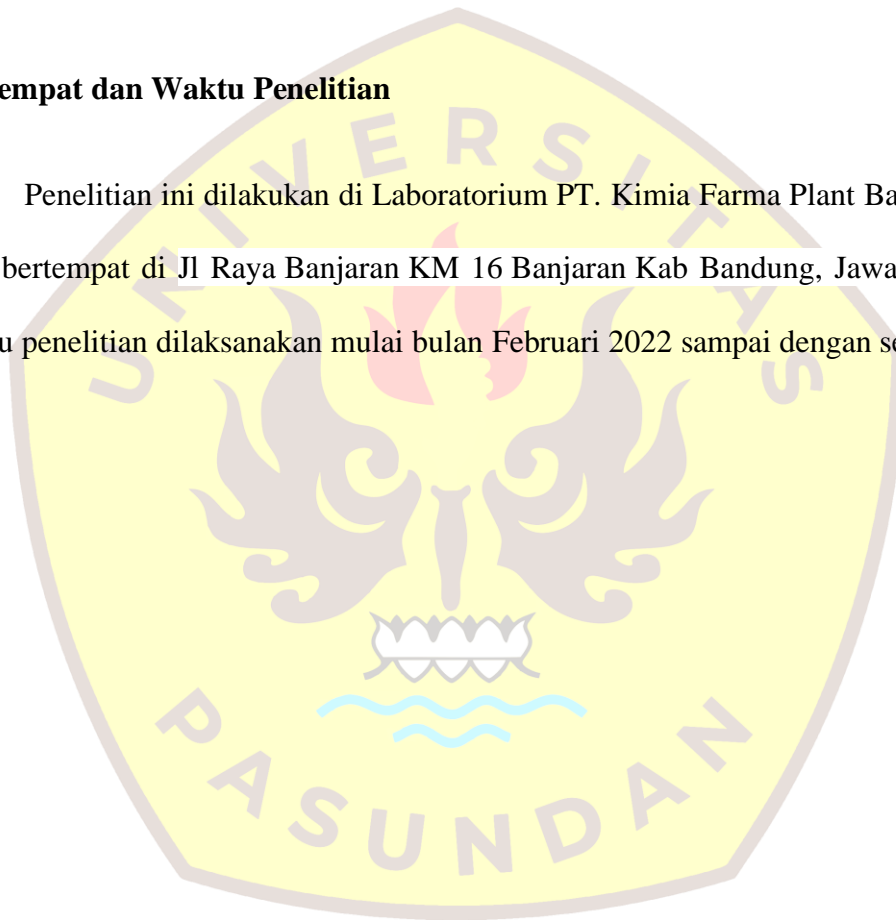 empat dan Waktu Penelitian
Penelitian ini dilakukan di Laboratorium PT. Kimia Farma Plant Ba
bertempat di Jl Raya Banjaran KM 16 Banjaran Kab Bandung, Jawa
u penelitian dilaksanakan mulai bulan Februari 2022 sampai dengan se
UNIVERSITAS
PASUNDAN